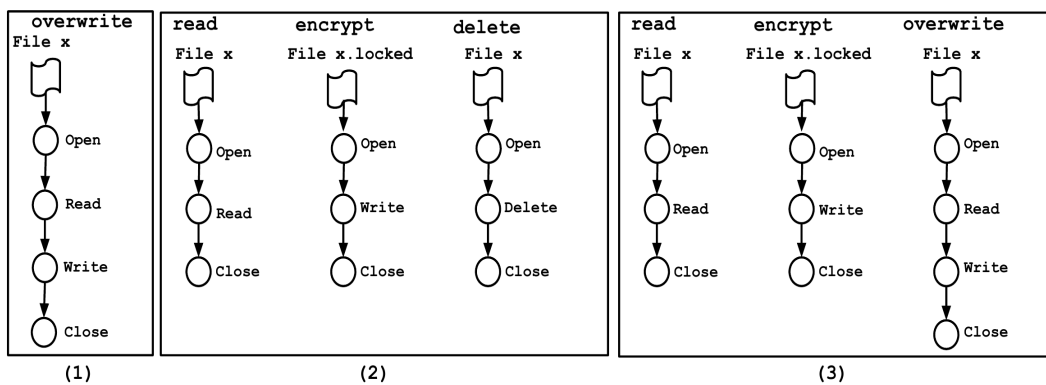 overwrite
File x
Open
Read
Write
Close
(1)
read encrypt delete
File x File x.locked File x
Open Open Open
Read Write Delete
Close Close Close
(2)
read encrypt overwrite
File x File x.locked File x
Open Open Open
Read Write Read
Close Close Write
Close
(3)